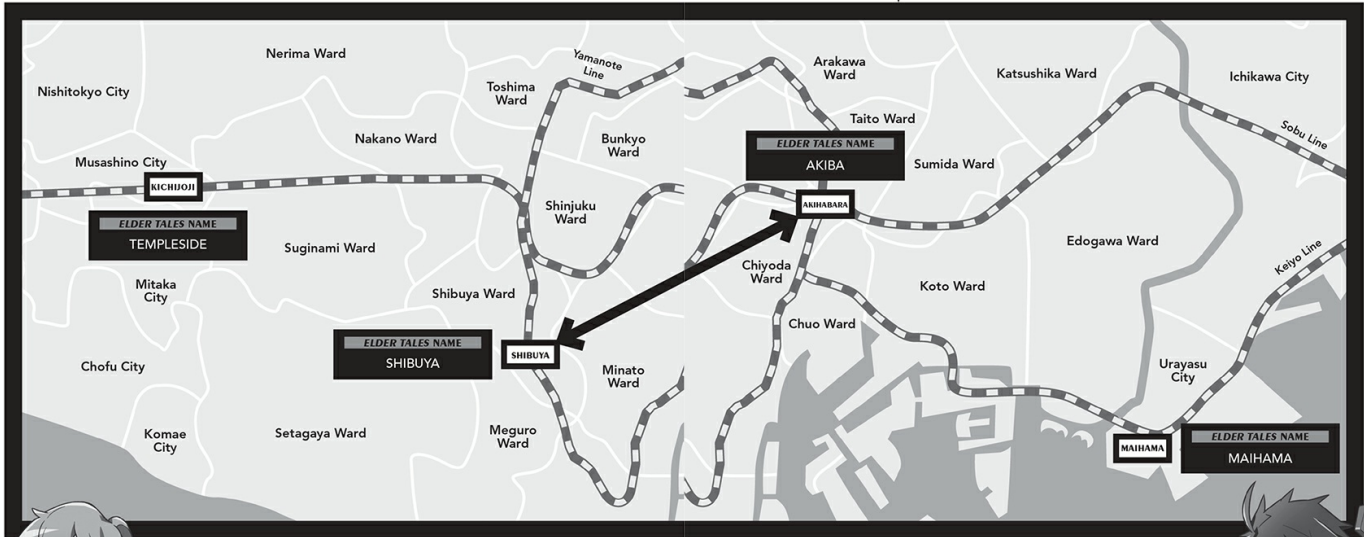 Nerima Ward
Nishitokyo City
Musashino City
KICHIJOJI
ELDER TALES NAME
TEMPLESIDE
Mitaka
City
Chofu City
Komae
City
Nakano Ward
Suginami Ward
Setagaya Ward
Toshima
Ward
Yamanote
Line
Bunkyo
Ward
Shinjuku
Ward
Shibuya Ward
ELDER TALES NAME
SHIBUYA
SHIBUYA
Minato
Ward
Meguro
Ward
Arakawa
Ward
Taito Ward
ELDER TALES NAME
AKIBA
AKIHABARA
Chiyoda
Ward
Chuo Ward
Sumida Ward
Koto Ward
Katsushika Ward
Edogawa Ward
Ichikawa City
Sobu Line
Keiyo Line
Urayasu
City
MAIHAMA
ELDER TALES NAME
MAIHAMA